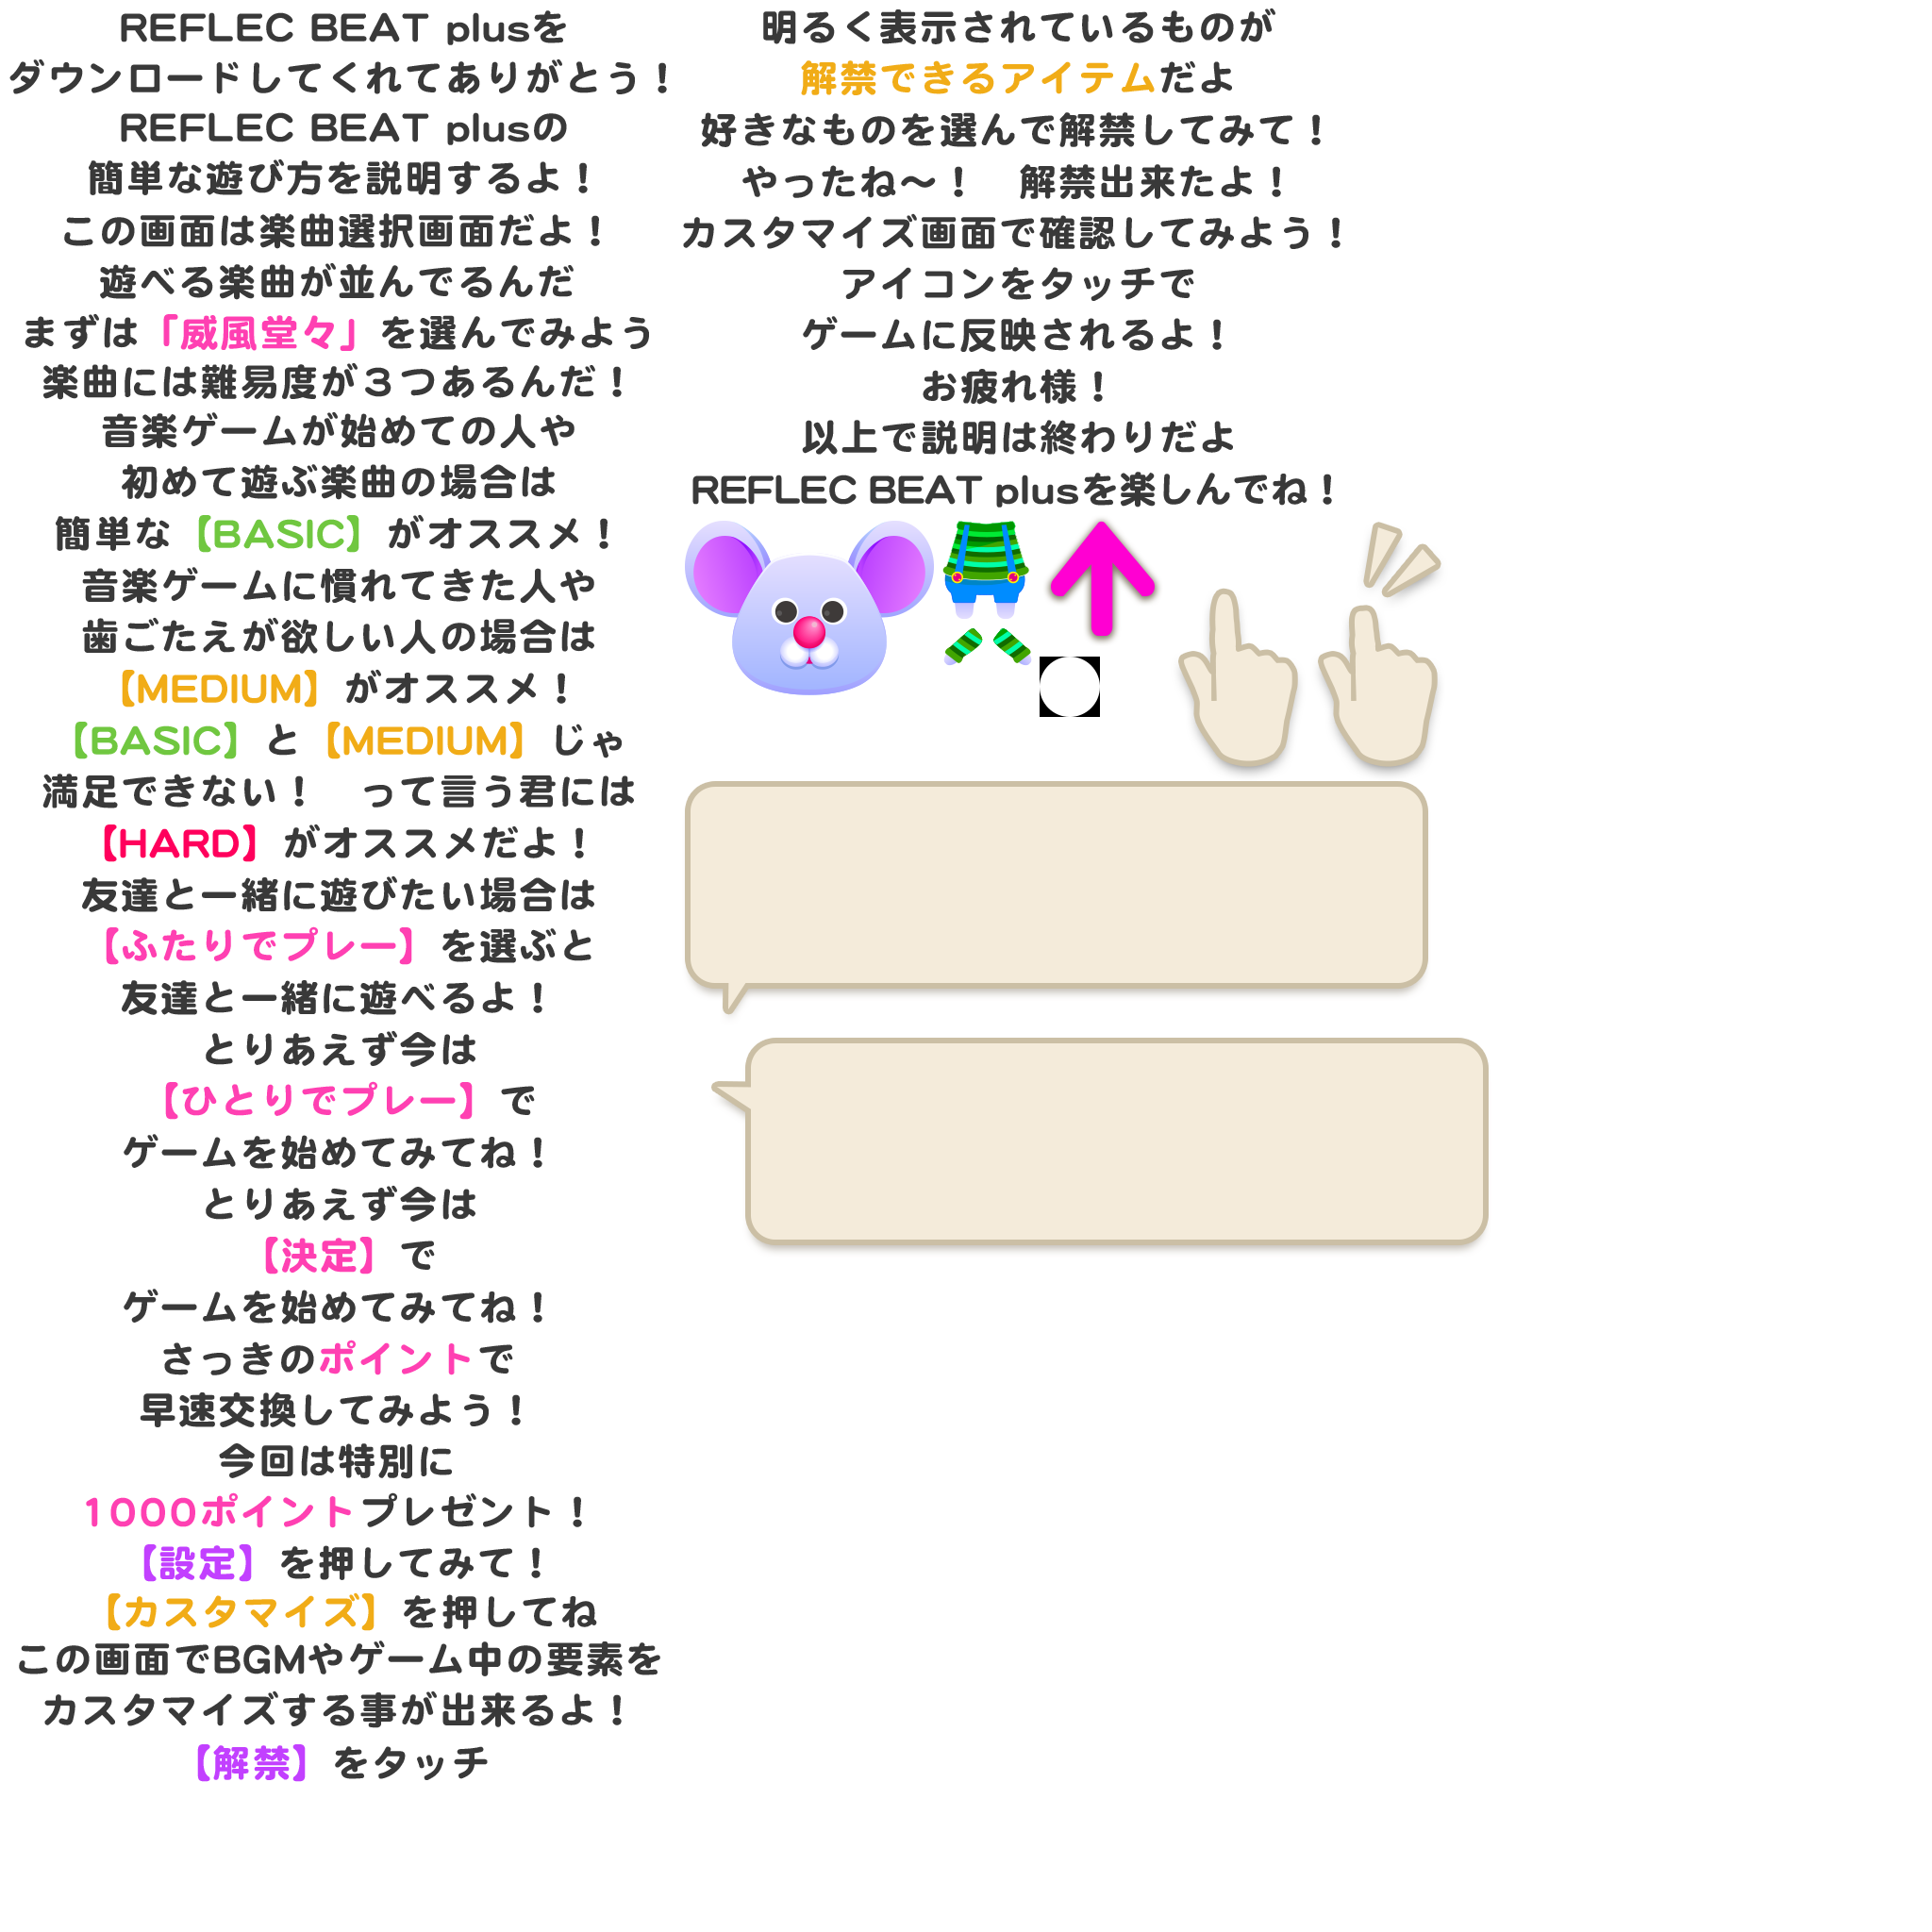 REFLEC BEAT plusを
ダウンロードしてくれてありがとう！
REFLEC BEAT plusの
簡単な遊び方を説明するよ！
この画面は楽曲選択画面だよ！
遊べる楽曲が並んでるんだ
まずは「威風堂々」を選んでみよう
楽曲には難易度が３つあるんだ！
音楽ゲームが始めての人や
初めて遊ぶ楽曲の場合は
簡単な【BASIC】がオススメ！
音楽ゲームに慣れてきた人や
歯ごたえが欲しい人の場合は
【MEDIUM】がオススメ！
【BASIC】と【MEDIUM】じゃ
満足できない！　って言う君には
【HARD】がオススメだよ！
友達と一緒に遊びたい場合は
【ふたりでプレー】を選ぶと
友達と一緒に遊べるよ！
とりあえず今は
【ひとりでプレー】で
ゲームを始めてみてね！
とりあえず今は
【決定】で
ゲームを始めてみてね！
さっきのポイントで
早速交換してみよう！
今回は特別に
1000ポイントプレゼント！
【設定】を押してみて！
【カスタマイズ】を押してね
この画面でBGMやゲーム中の要素を
カスタマイズする事が出来るよ！
【解禁】をタッチ
明るく表示されているものが
解禁できるアイテムだよ
好きなものを選んで解禁してみて！
やったね～！　解禁出来たよ！
カスタマイズ画面で確認してみよう！
アイコンをタッチで
ゲームに反映されるよ！
お疲れ様！
以上で説明は終わりだよ
REFLEC BEAT plusを楽しんでね！